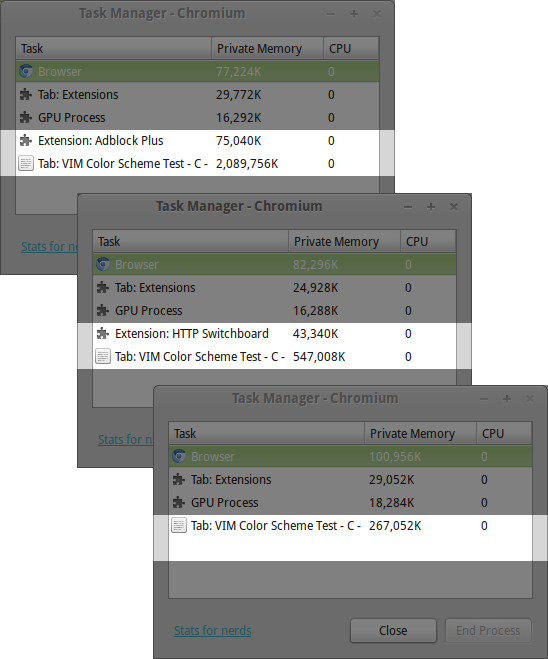 Task Manager - Chromium
Task Private Memory CPU
Browser 77,224K 0
Tab: Extensions 29,772K 0
GPU Process 16,292K 0
Extension: Adblock Plus 75,040K 0
Tab: VIM Color Scheme Test - C - 2,089,756K 0
Stats for ne
Task Manager - Chromium
Task Private Memory CPU
Browser 82,296K 0
Tab: Extensions 24,928K 0
GPU Process 16,288K 0
Extension: HTTP Switchboard 43,340K 0
Tab: VIM Color Scheme Test - C - 547,008K 0
Stats for n
Task Manager - Chromium
Task Private Memory CPU
Browser 100,956K 0
Tab: Extensions 29,052K 0
GPU Process 18,284K 0
Tab: VIM Color Scheme Test - C - 267,052K 0
Stats for nerds Close End Process